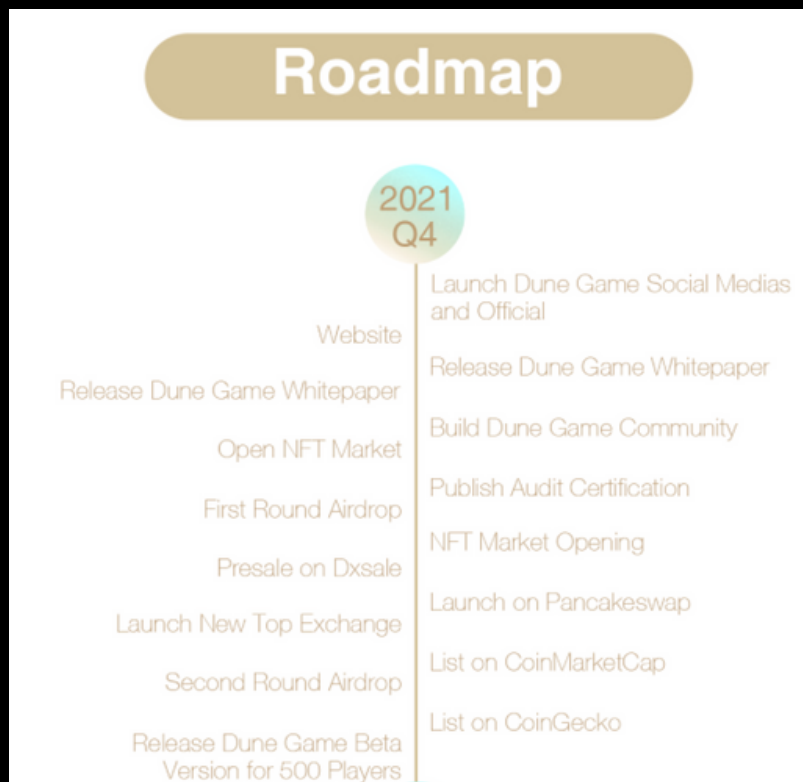 Roadmap
2021
Q4
Launch Dune Game Social Medias
and Official
Website
Release Dune Game Whitepaper
Release Dune Game Whitepaper
Build Dune Game Community
Open NFT Market
Publish Audit Certification
First Round Airdrop
NFT Market Opening
Presale on Dxsale
Launch on Pancakeswap
Launch New Top Exchange
List on CoinMarketCap
Second Round Airdrop
List on CoinGecko
Release Dune Game Beta
Version for 500 Players